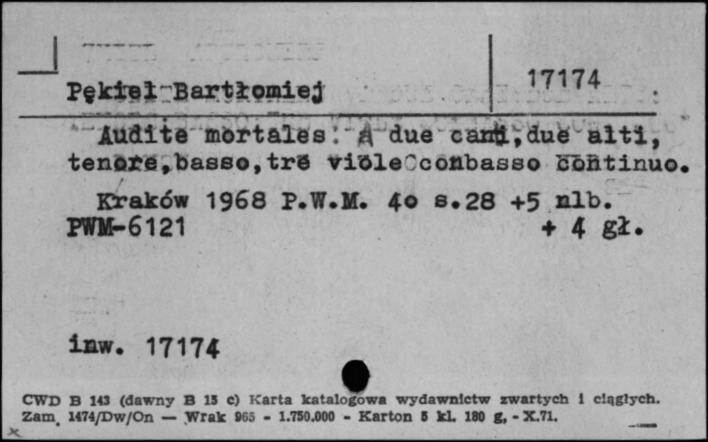 17174
Pękiel Bartłomiej
Audite mortales. A due canti,due alti,
tenore,basso,tre viole conbasso continuo.
Kraków 1968 P.W.M. 4o s.28 +5 nlb.
PWM-6121 + 4 gł.
inw. 17174
CWD B 143 (dawny B 15 c) Karta katalogowa wydawnictw zwartych i ciągłych.
Zam. 1474/Dw/On — Wrak 965 - 1.750.000 - Karton 5 kl. 180 g, - X.71.